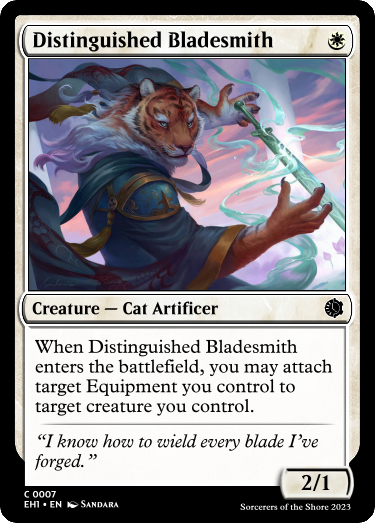 Distinguished Bladesmith
Creature — Cat Artificer
When Distinguished Bladesmith
enters the battlefield, you may attach
target Equipment you control to
target creature you control.
“I know how to wield every blade I’ve
forged.”
2/1
C 0007
EH1 • EN Sandara
Sorcerers of the Shore 2023